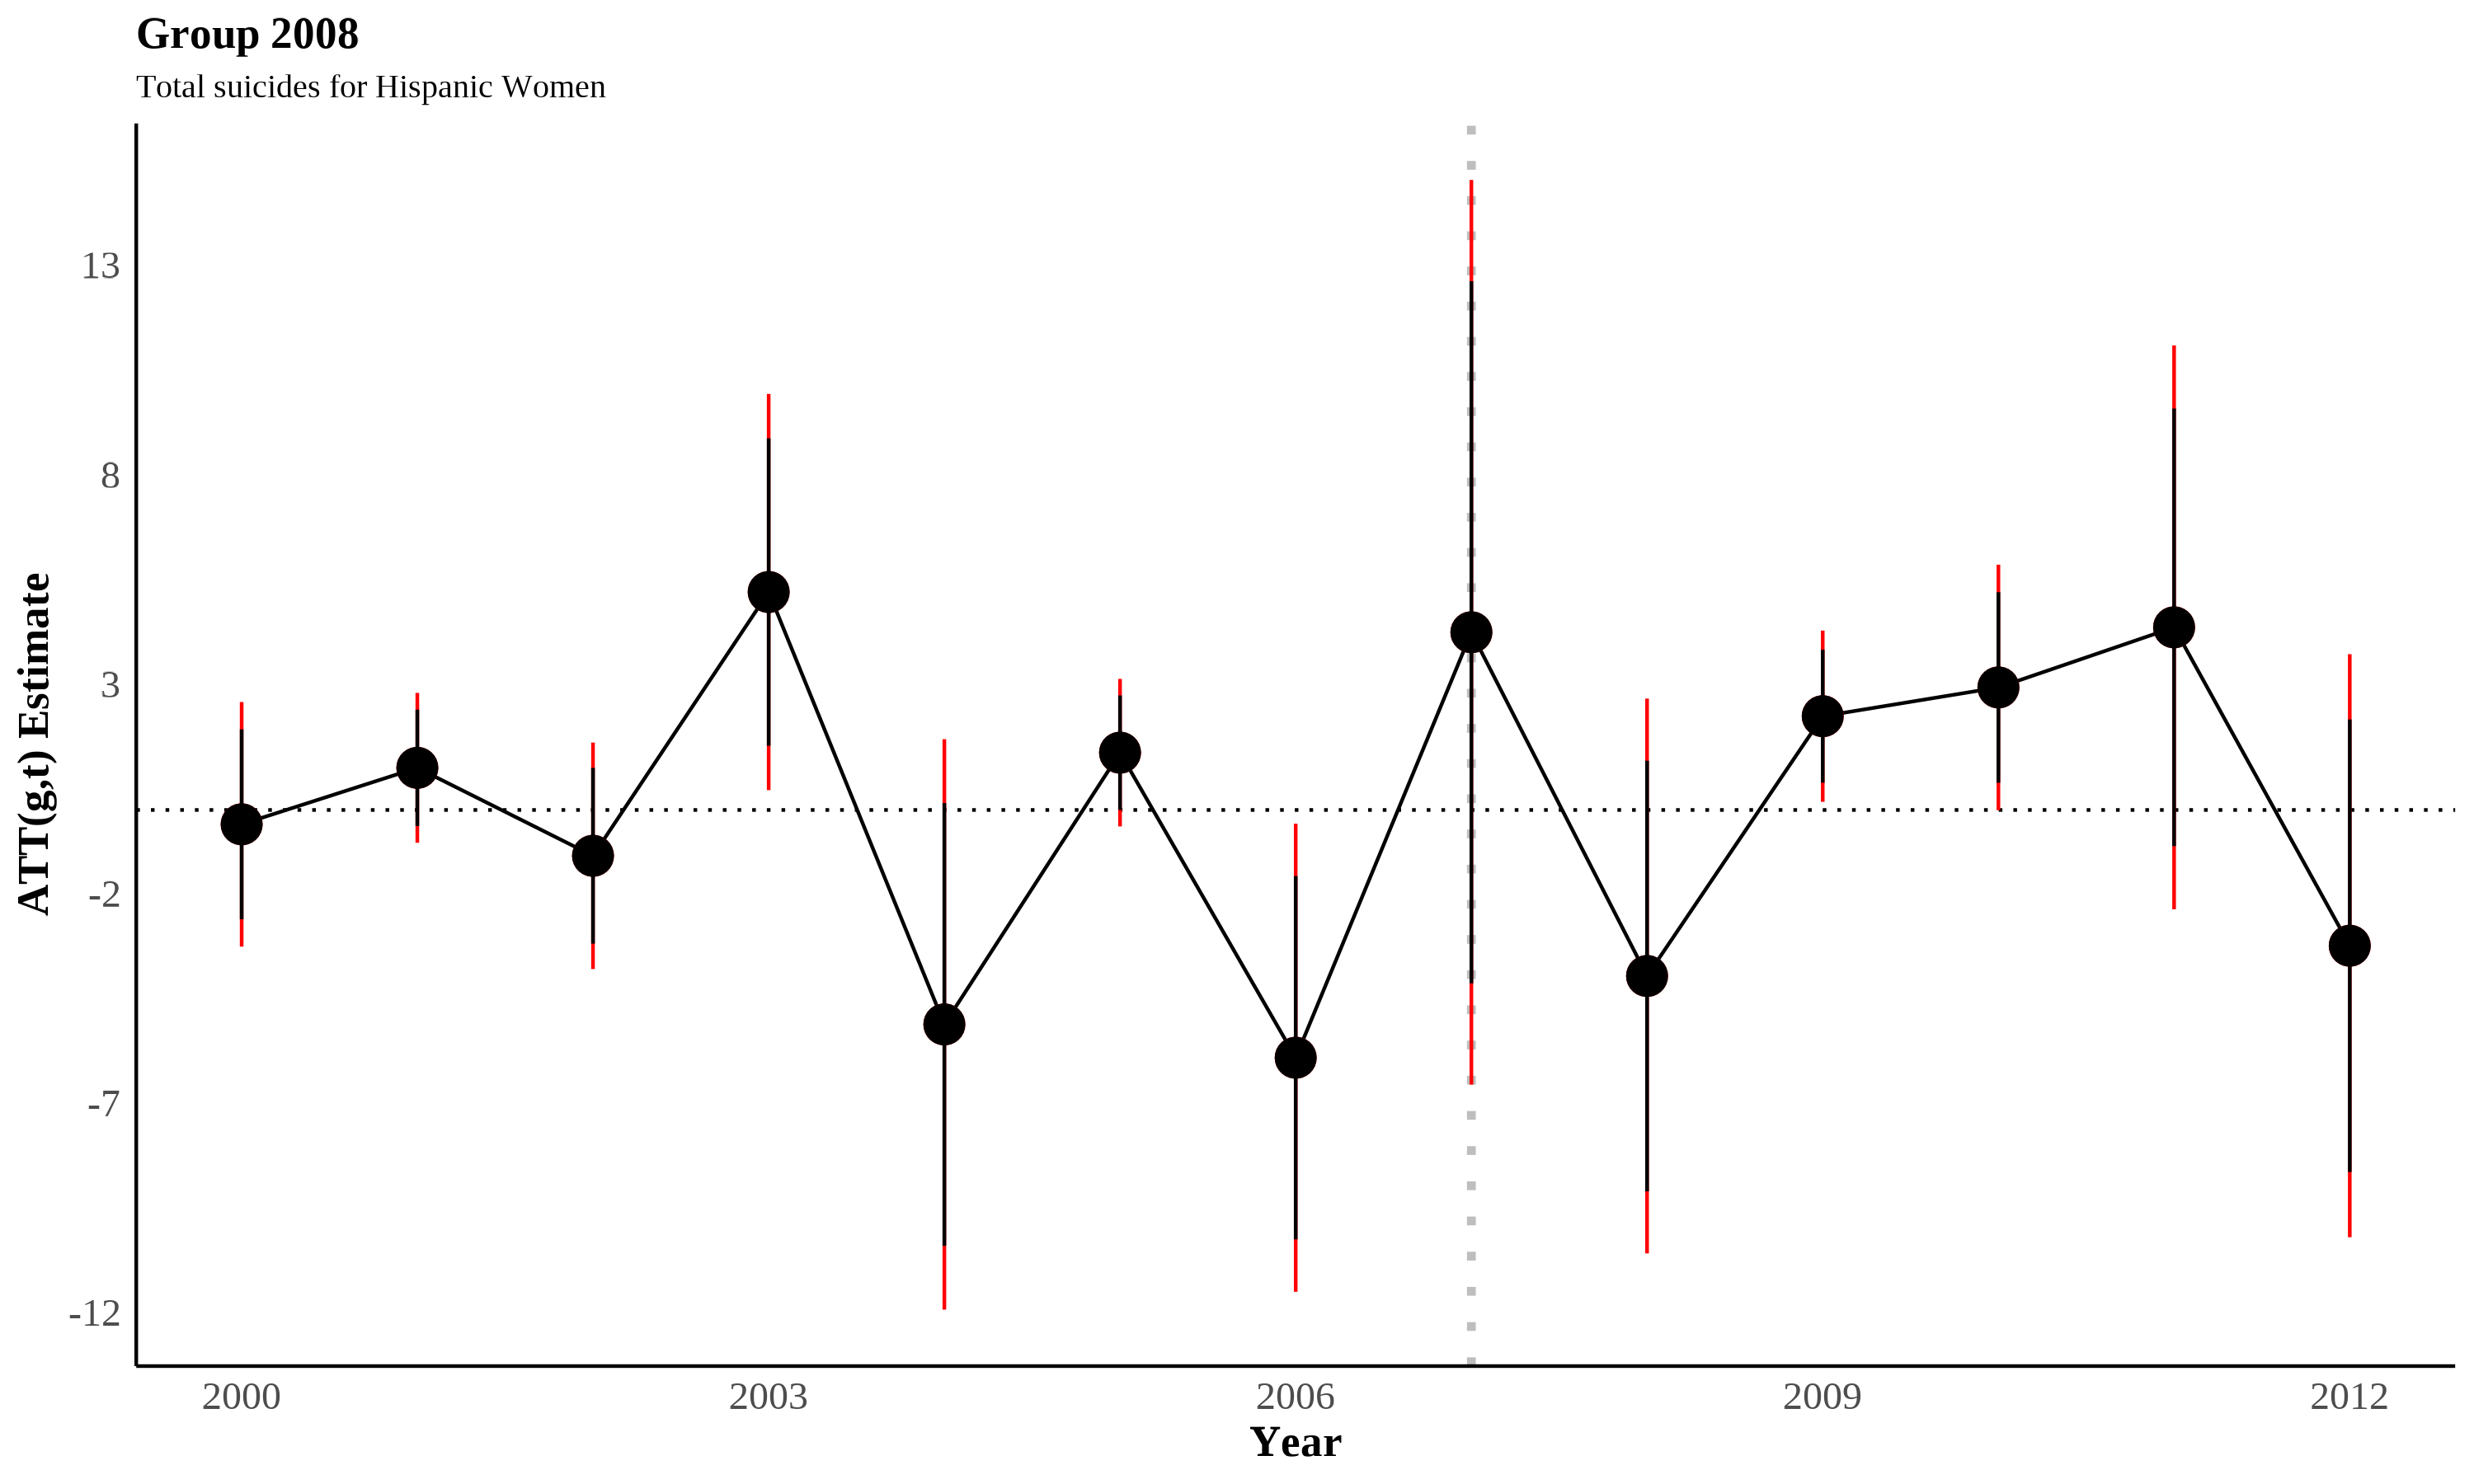 Group 2008
Total suicides for Hispanic Women
ATT(g,t) Estimate
13
8
3
-2
-7
-12
2000 2003 2006 2009 2012
Year